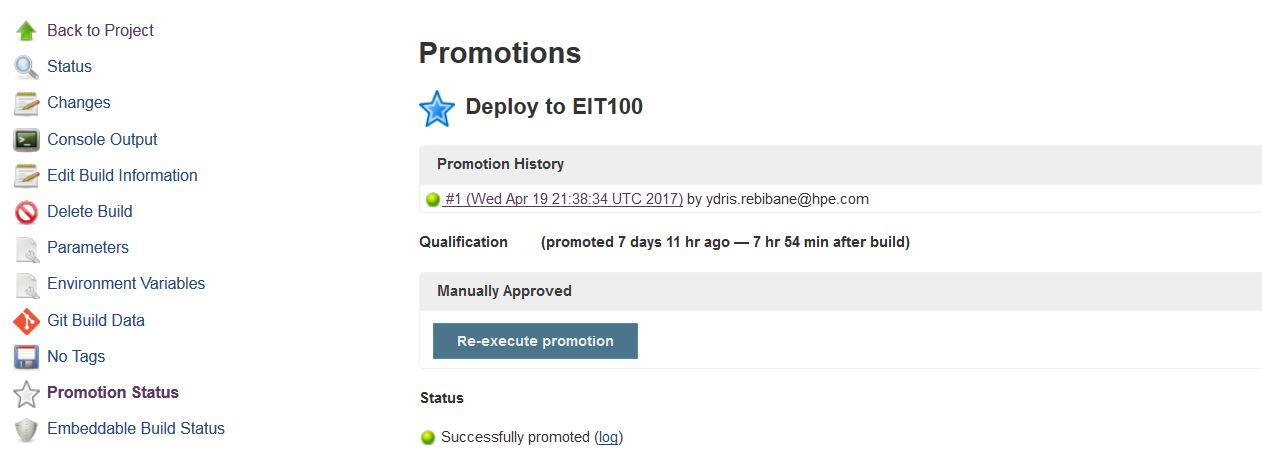 Back to Project
Status
Changes
Console Output
Edit Build Information
Delete Build
Parameters
Environment Variables
Git Build Data
No Tags
Promotion Status
Embeddable Build Status
Promotions
Deploy to EIT100
Promotion History
#1 (Wed Apr 19 21:38:34 UTC 2017) by ydris.rebibane@hpe.com
Qualification (promoted 7 days 11 hr ago — 7 hr 54 min after build)
Manually Approved
Re-execute promotion
Status
Successfully promoted (log)